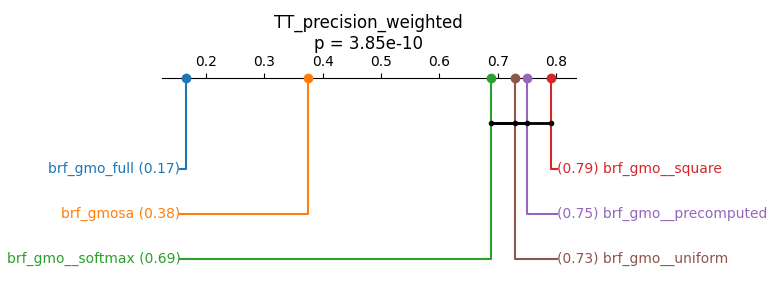 TT_precision_weighted
p = 3.85e-10
0.2 0.3 0.4 0.5 0.6 0.7 0.8
brf_gmo_full (0.17)
(0.79) brf_gmo__square
brf_gmosa (0.38)
(0.75) brf_gmo__precomputed
brf_gmo__softmax (0.69)
(0.73) brf_gmo__uniform